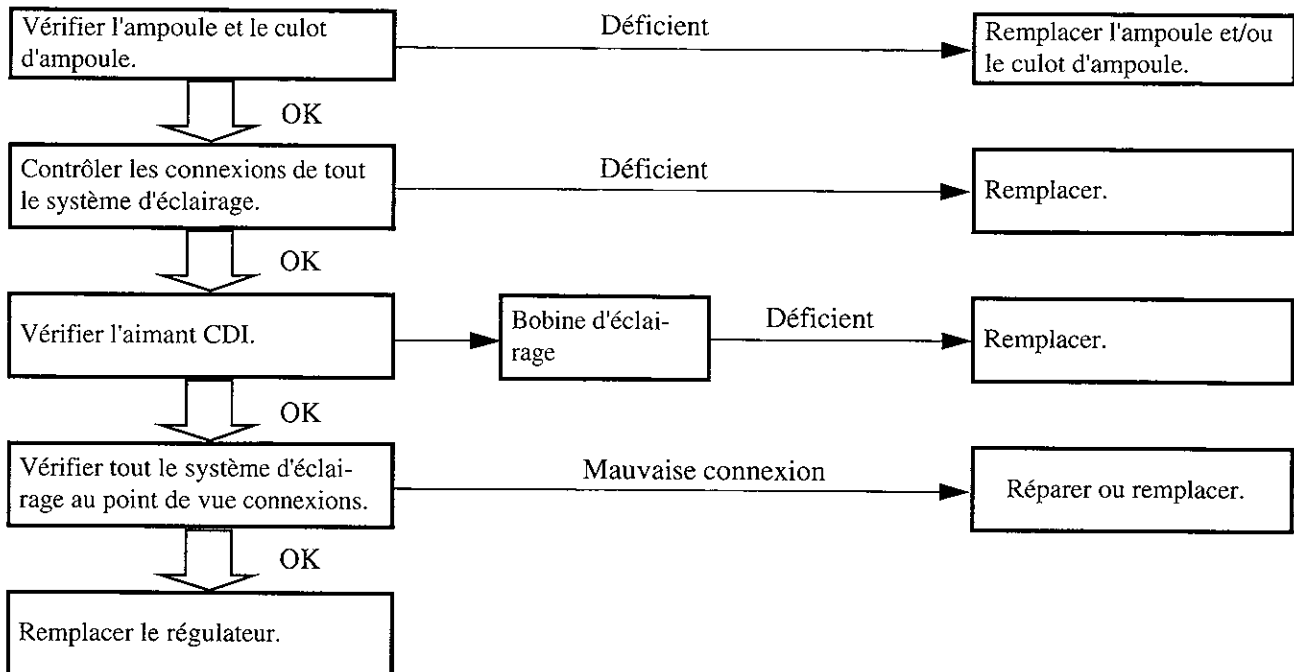 Vérifier l'ampoule et le culot
d'ampoule.
Déficient
Remplacer l'ampoule et/ou
le culot d'ampoule.
OK
Contrôler les connexions de tout
le système d'éclairage.
Déficient
Remplacer.
OK
Vérifier l'aimant CDI.
Bobine d'éclai-
rage
Déficient
Remplacer.
OK
Vérifier tout le système d'éclai-
rage au point de vue connexions.
Mauvaise connexion
Réparer ou remplacer.
OK
Remplacer le régulateur.